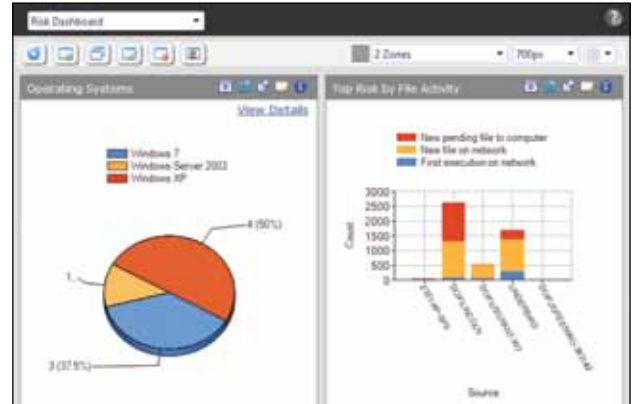 Risk Dashboard
2 Zones
700px
Operating Systems
Top Risk by File Activity
View Details
Windows 7
Windows Server 2003
Windows XP
4 (50%)
1...
3 (37.5%)
New pending file to computer
New file on network
First execution on network
3000
2500
2000
1500
1000
500
0
Count
Source